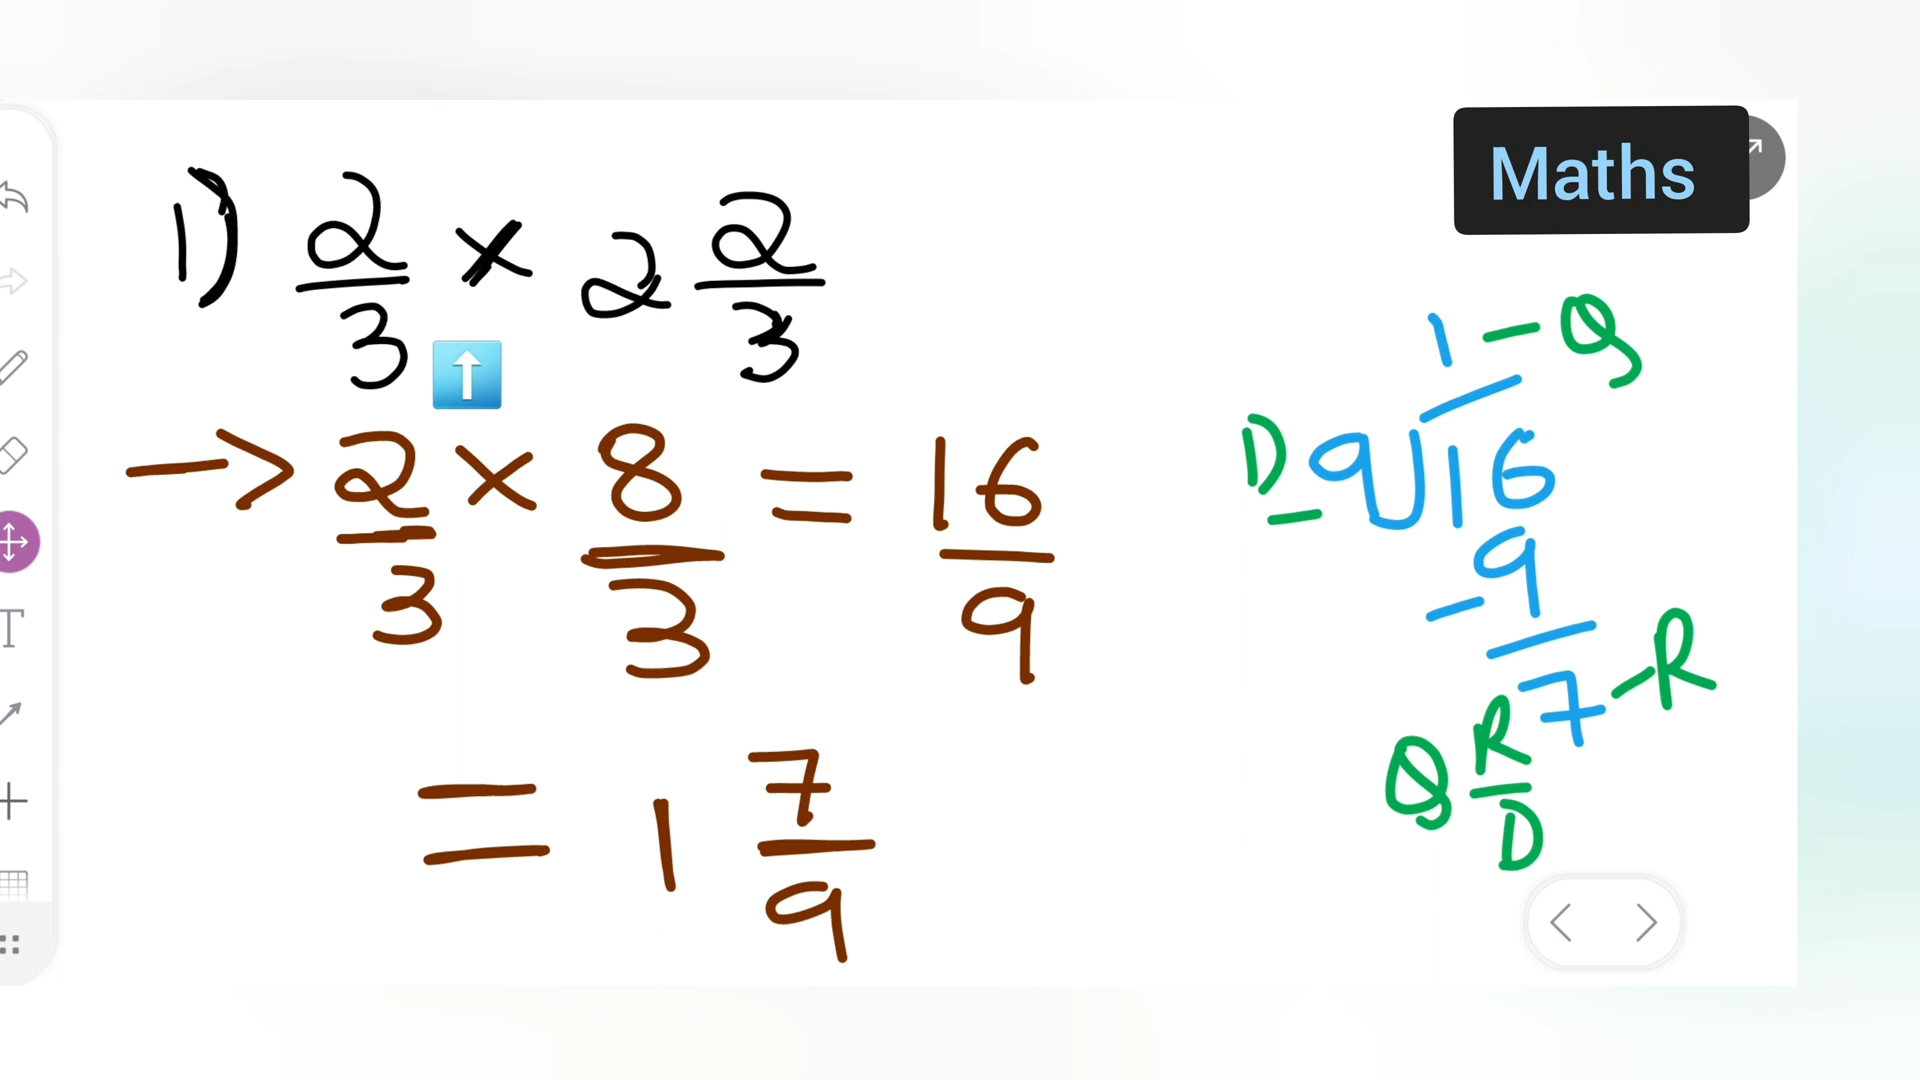 Maths
1) 2/3 × 2 2/3
→ 2/3 × 8/3 = 16/9
= 1 7/9
1 – Q
D – 9 16
– 9
7 – R
Q R/D
T